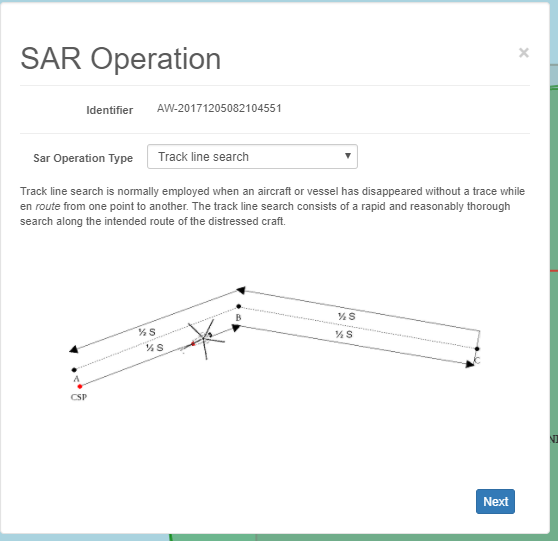 SAR Operation
×
Identifier AW-20171205082104551
Sar Operation Type Track line search
Track line search is normally employed when an aircraft or vessel has disappeared without a trace while
en route from one point to another. The track line search consists of a rapid and reasonably thorough
search along the intended route of the distressed craft.
B
½ S
½ S
½ S
½ S
C
A
CSP
Next